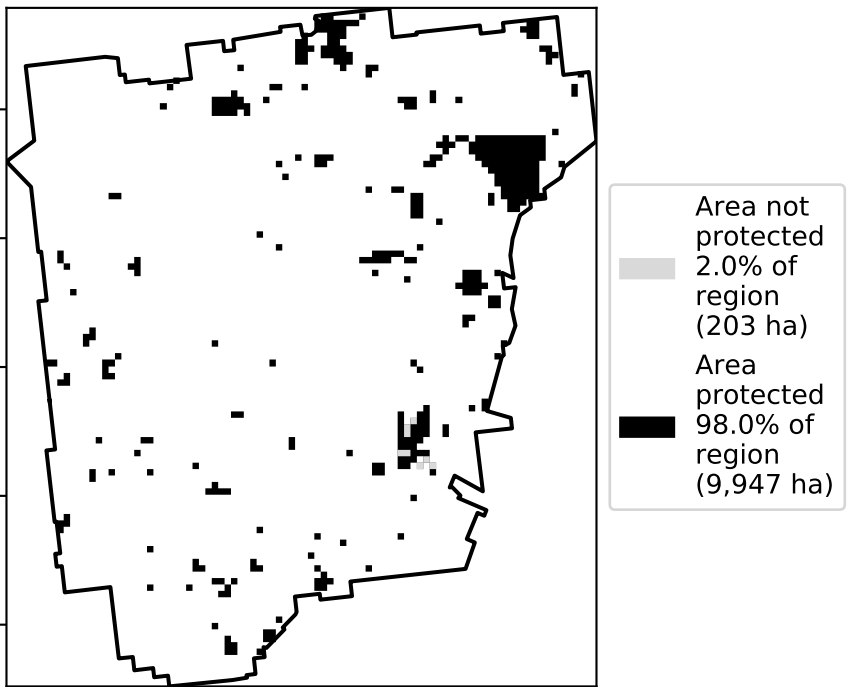 Area not
protected
2.0% of
region
(203 ha)
Area
protected
98.0% of
region
(9,947 ha)